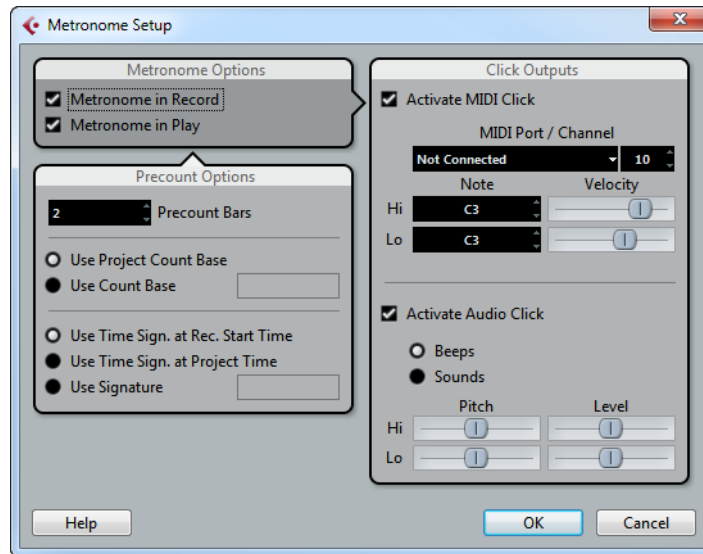 Metronome Setup
Metronome Options
Metronome in Record
Metronome in Play
Precount Options
2 Precount Bars
Use Project Count Base
Use Count Base
Use Time Sign. at Rec. Start Time
Use Time Sign. at Project Time
Use Signature
Click Outputs
Activate MIDI Click
MIDI Port / Channel
Not Connected 10
Note Velocity
Hi C3
Lo C3
Activate Audio Click
Beeps
Sounds
Pitch Level
Hi
Lo
Help OK Cancel